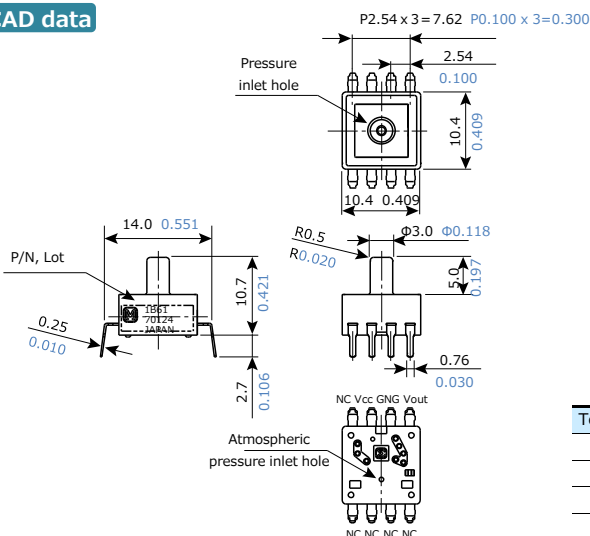 CAD data
P2.54 x 3=7.62 P0.100 x 3=0.300
2.54
0.100
Pressure
inlet hole
10.4
0.409
10.4 0.409
14.0 0.551
P/N, Lot
10.7
0.421
1B61
70124
JAPAN
0.25
0.010
2.7
0.106
R0.5
R0.020
Φ3.0 Φ0.118
5.0
0.197
0.76
0.030
NC Vcc GNG Vout
Atmospheric
pressure inlet hole
NC NC NC NC